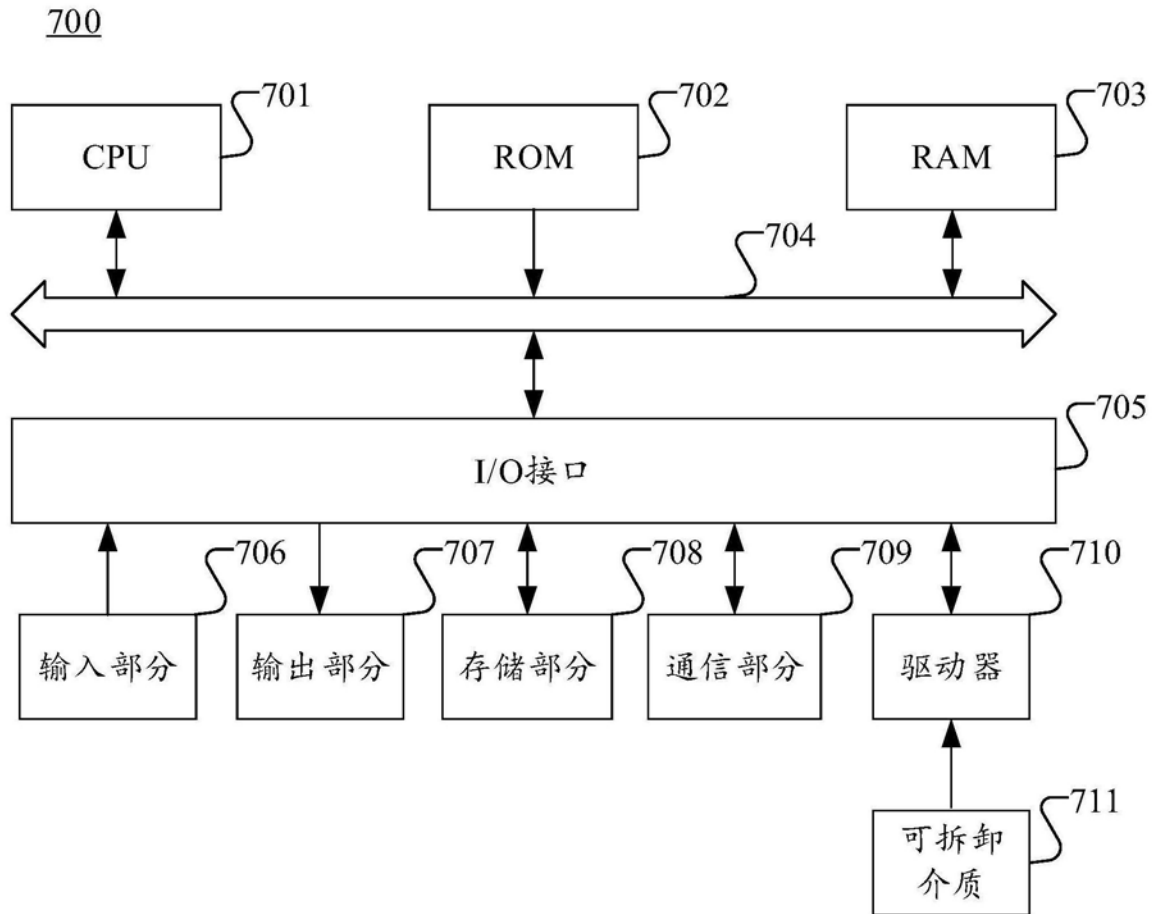 700
701
702
703
CPU
ROM
RAM
704
705
I/O接口
706
707
708
709
710
输入部分
输出部分
存储部分
通信部分
驱动器
711
可拆卸
介质